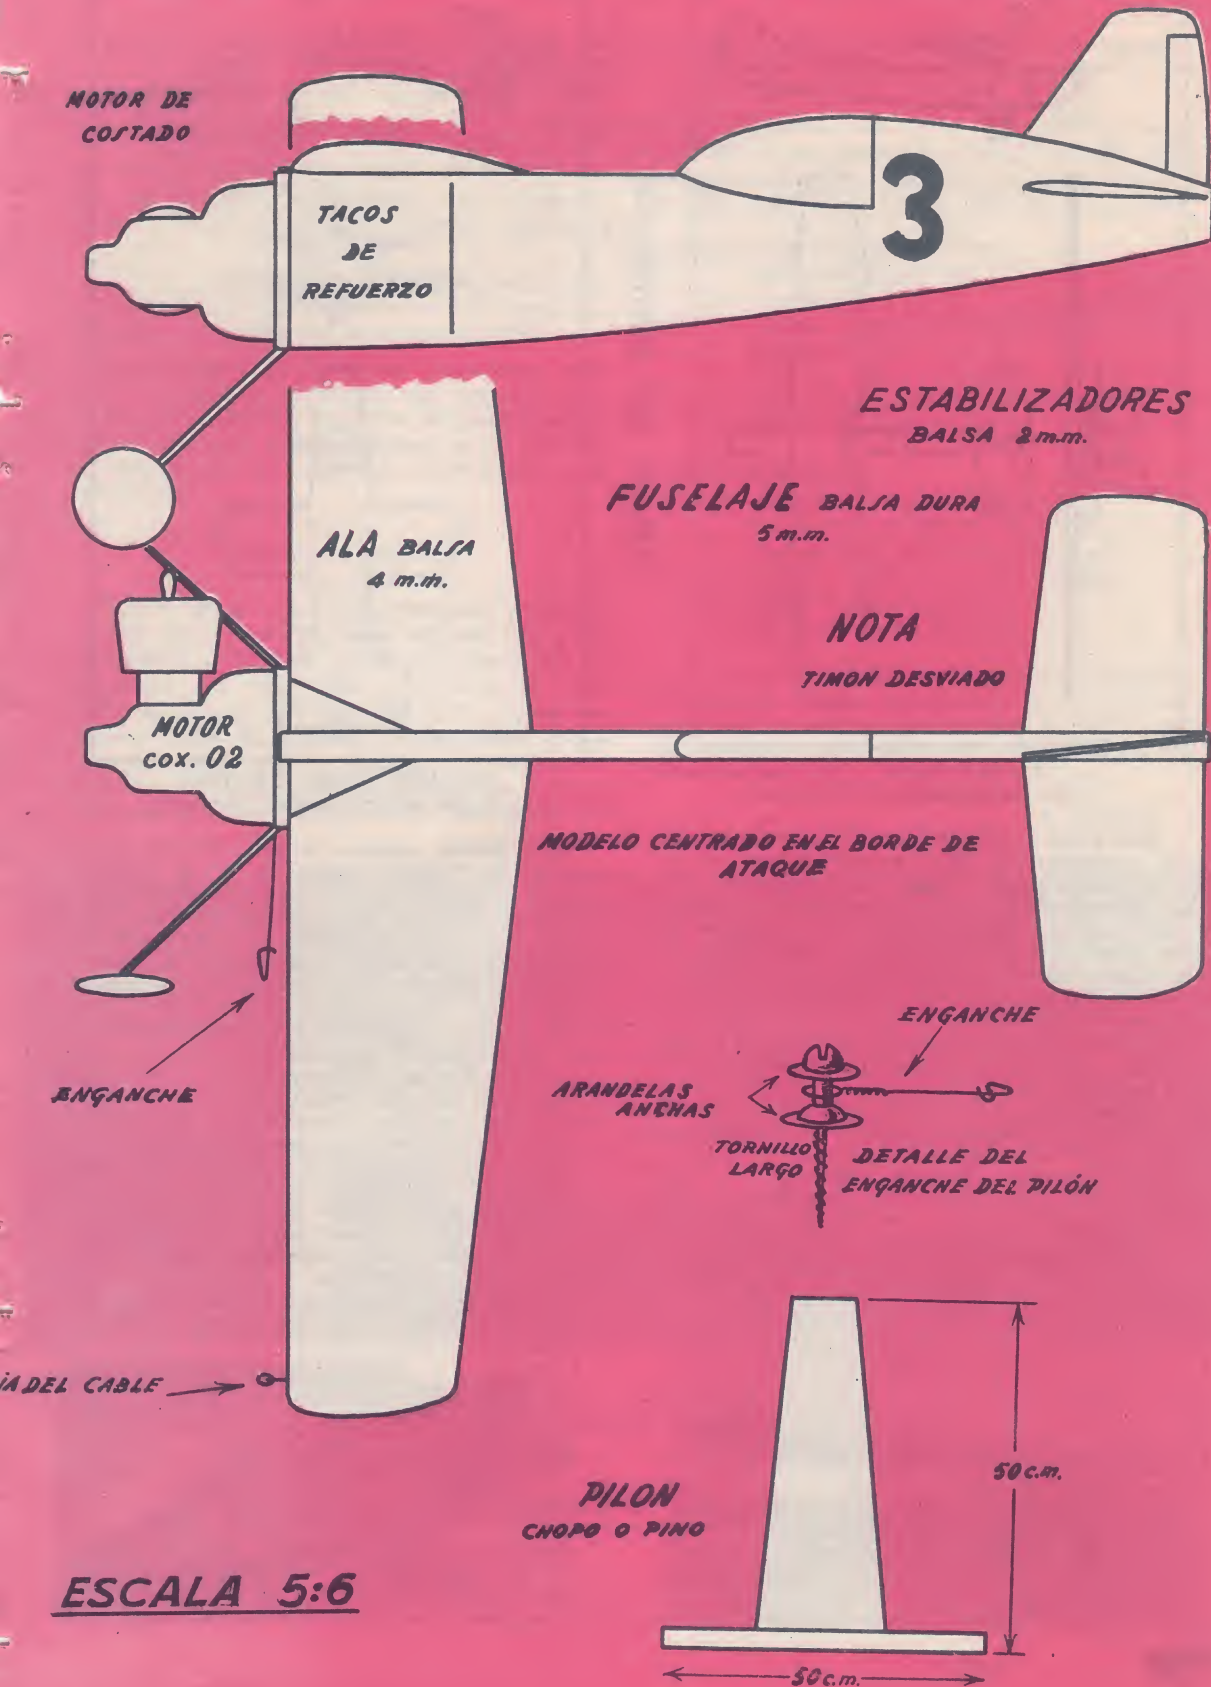 MOTOR DE
COSTADO
TACOS
DE
REFUERZO
3
ESTABILIZADORES
BALSA 2 m.m.
FUSELAJE BALSA DURA
5 m.m.
ALA BALSA
4 m.m.
NOTA
TIMON DESVIADO
MOTOR
COX. 02
MODELO CENTRADO EN EL BORDE DE
ATAQUE
ENGANCHE
ENGANCHE
ARANDELAS
ANCHAS
TORNILLO
LARGO
DETALLE DEL
ENGANCHE DEL PILÓN
DEL CABLE
50 c.m.
PILON
CHOPO O PINO
ESCALA 5:6
50 c.m.